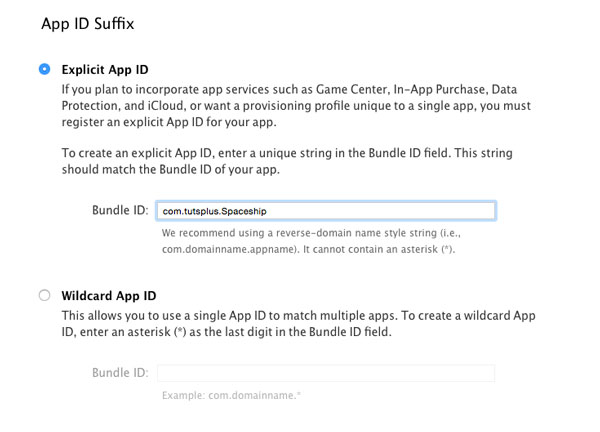 App ID Suffix
Explicit App ID
If you plan to incorporate app services such as Game Center, In-App Purchase, Data
Protection, and iCloud, or want a provisioning profile unique to a single app, you must
register an explicit App ID for your app.
To create an explicit App ID, enter a unique string in the Bundle ID field. This string
should match the Bundle ID of your app.
Bundle ID: com.tutsplus.Spaceship
We recommend using a reverse-domain name style string (i.e.,
com.domainname.appname). It cannot contain an asterisk (*).
Wildcard App ID
This allows you to use a single App ID to match multiple apps. To create a wildcard App
ID, enter an asterisk (*) as the last digit in the Bundle ID field.
Bundle ID:
Example: com.domainname.*